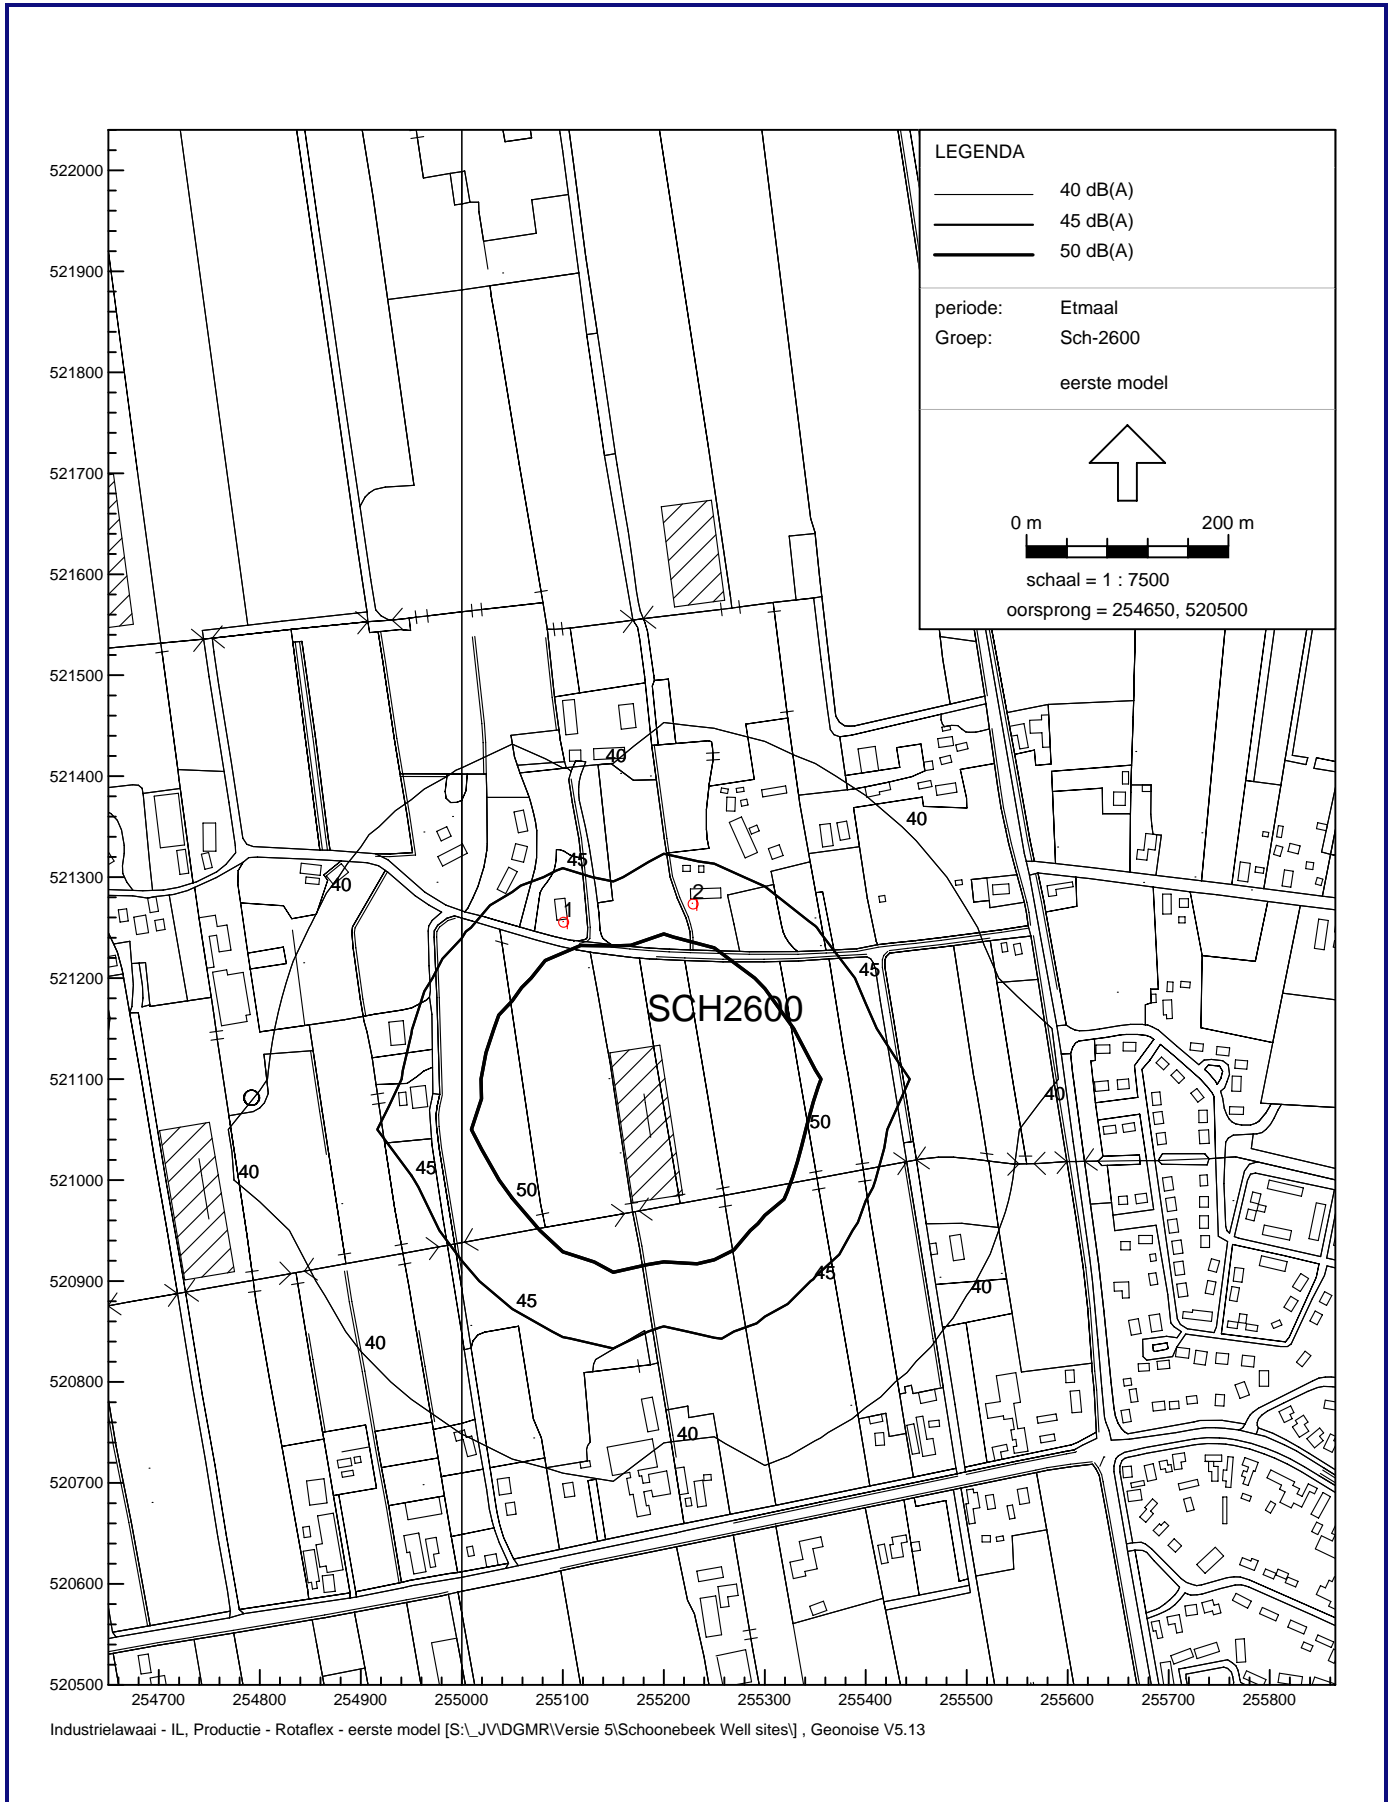 LEGENDA
40 dB(A)
45 dB(A)
50 dB(A)
periode: Etmaal
Groep: Sch-2600
eerste model
0 m 200 m
schaal = 1 : 7500
oorsprong = 254650, 520500
522000
521900
521800
521700
521600
521500
521400
521300
521200
521100
521000
520900
520800
520700
520600
520500
40
40
45
40
2
1
45
SCH2600
40
50
45
40
50
45
40
45
40
40
254700 254800 254900 255000 255100 255200 255300 255400 255500 255600 255700 255800
Industrielawaai - IL, Productie - Rotaflex - eerste model [S:\_JV\DGMR\Versie 5\Schoonebeek Well sites\] , Geonoise V5.13